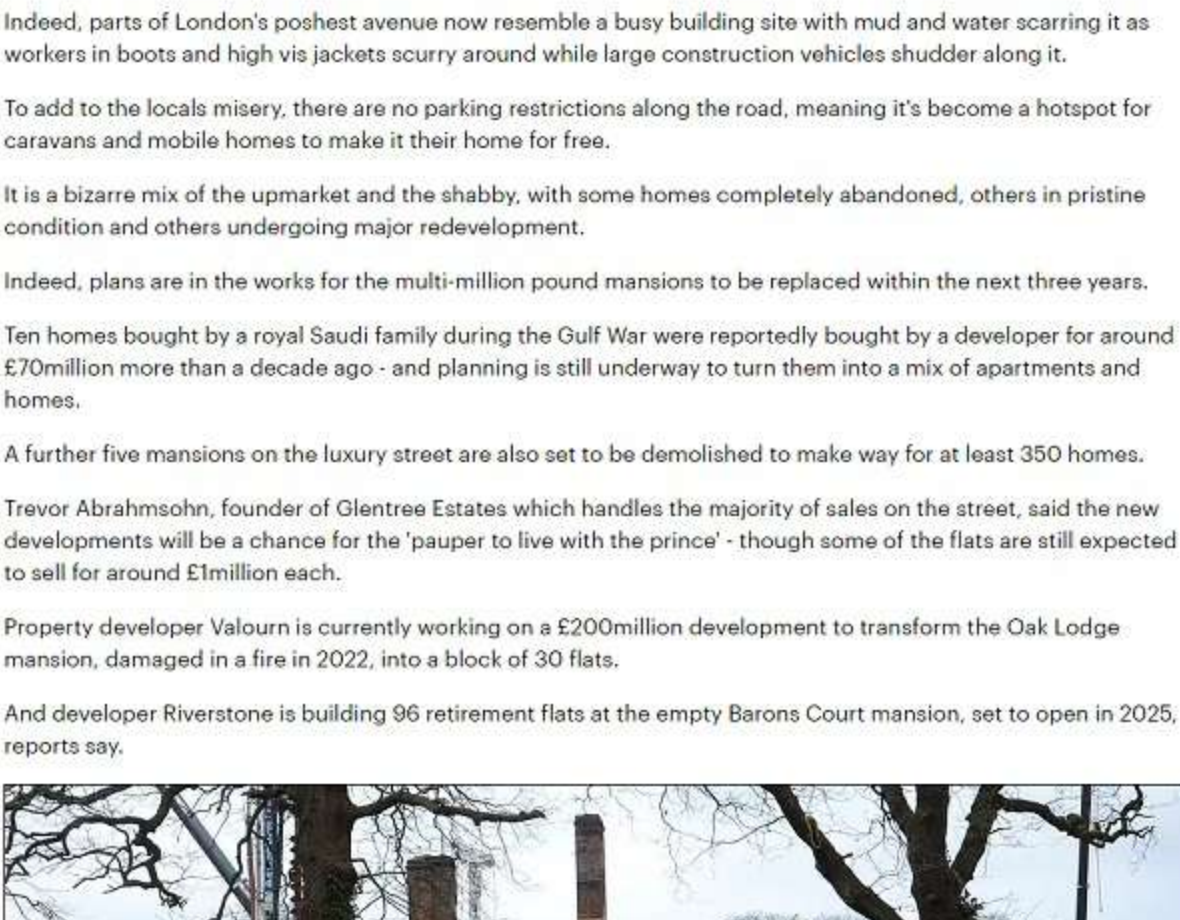 Indeed, parts of London's poshest avenue now resemble a busy building site with mud and water scarring it as
workers in boots and high vis jackets scurry around while large construction vehicles shudder along it.
To add to the locals misery, there are no parking restrictions along the road, meaning it's become a hotspot for
caravans and mobile homes to make it their home for free.
It is a bizarre mix of the upmarket and the shabby, with some homes completely abandoned, others in pristine
condition and others undergoing major redevelopment.
Indeed, plans are in the works for the multi-million pound mansions to be replaced within the next three years.
Ten homes bought by a royal Saudi family during the Gulf War were reportedly bought by a developer for around
£70million more than a decade ago - and planning is still underway to turn them into a mix of apartments and
homes.
A further five mansions on the luxury street are also set to be demolished to make way for at least 350 homes.
Trevor Abrahmsohn, founder of Glentree Estates which handles the majority of sales on the street, said the new
developments will be a chance for the 'pauper to live with the prince' - though some of the flats are still expected
to sell for around £1million each.
Property developer Valourn is currently working on a £200million development to transform the Oak Lodge
mansion, damaged in a fire in 2022, into a block of 30 flats.
And developer Riverstone is building 96 retirement flats at the empty Barons Court mansion, set to open in 2025,
reports say.